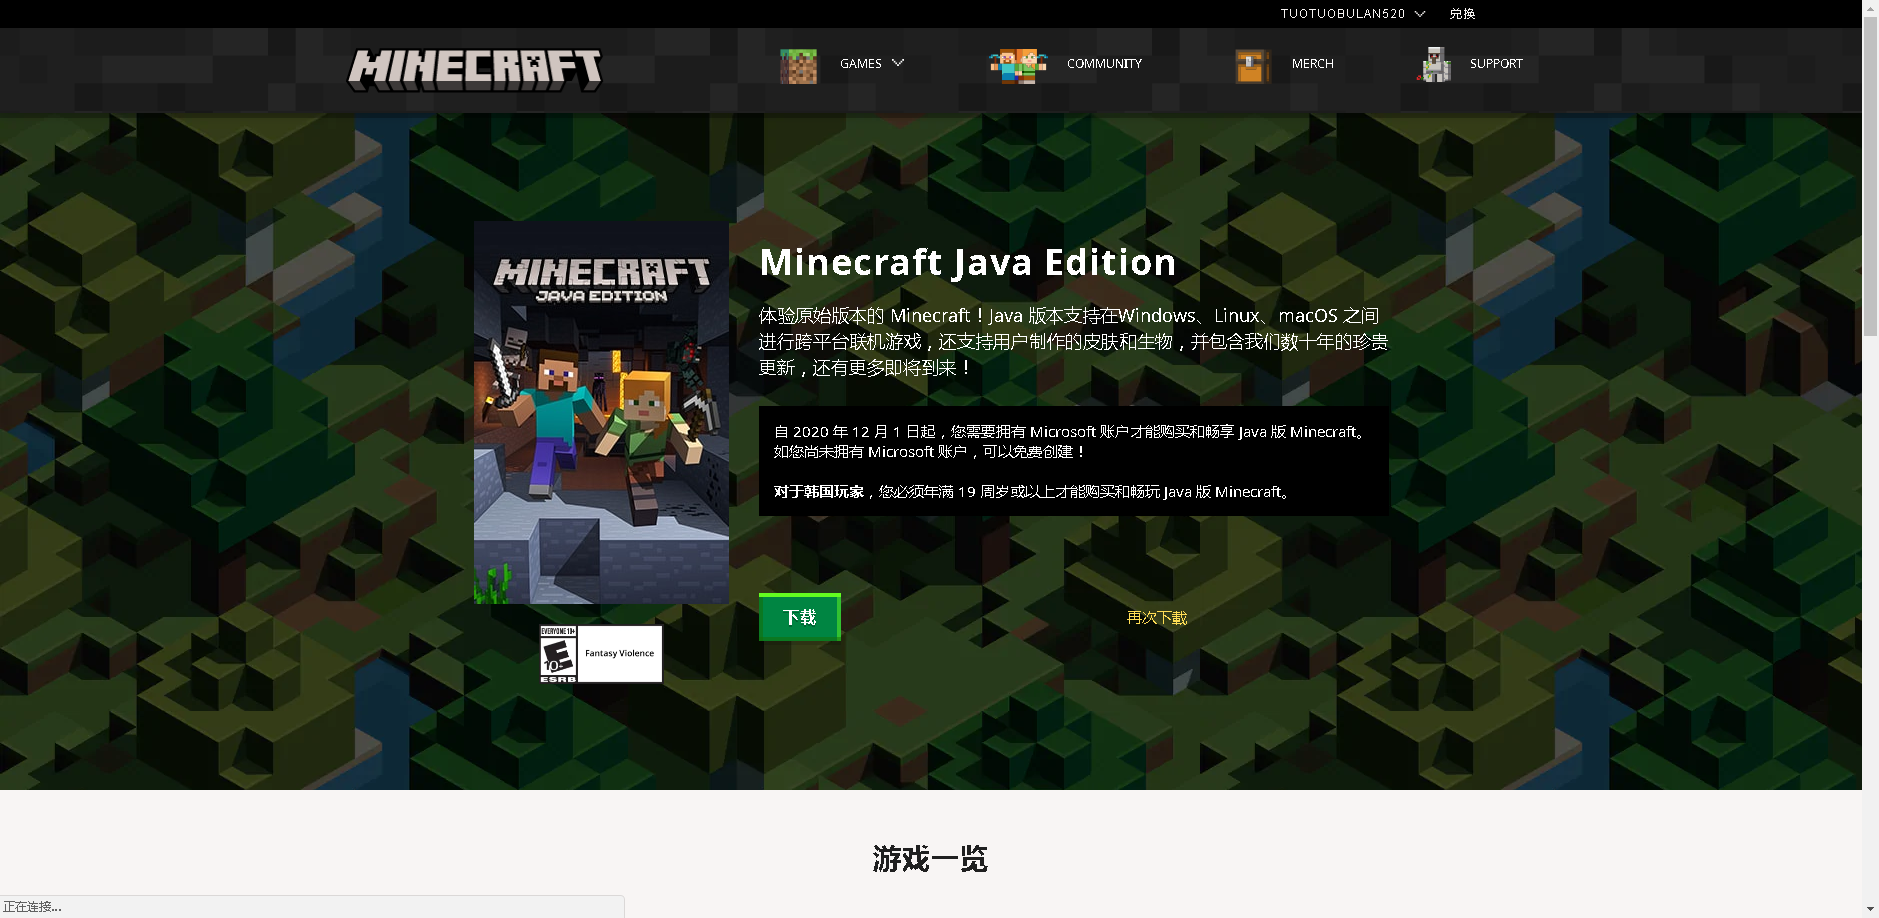 TUOTUOBULAN520
兑换
MINECRAFT
GAMES
COMMUNITY
MERCH
SUPPORT
MINECRAFT
JAVA EDITION
Minecraft Java Edition
体验原始版本的 Minecraft！Java 版本支持在Windows、Linux、macOS 之间
进行跨平台联机游戏，还支持用户制作的皮肤和生物，并包含我们数十年的珍贵
更新，还有更多即将到来！
自 2020 年 12 月 1 日起，您需要拥有 Microsoft 账户才能购买和畅享 Java 版 Minecraft。
如您尚未拥有 Microsoft 账户，可以免费创建！
对于韩国玩家，您必须年满 19 周岁或以上才能购买和畅玩 Java 版 Minecraft。
下载
再次下載
EVERYONE 10+
E
10+
ESRB
Fantasy Violence
游戏一览
正在连接...